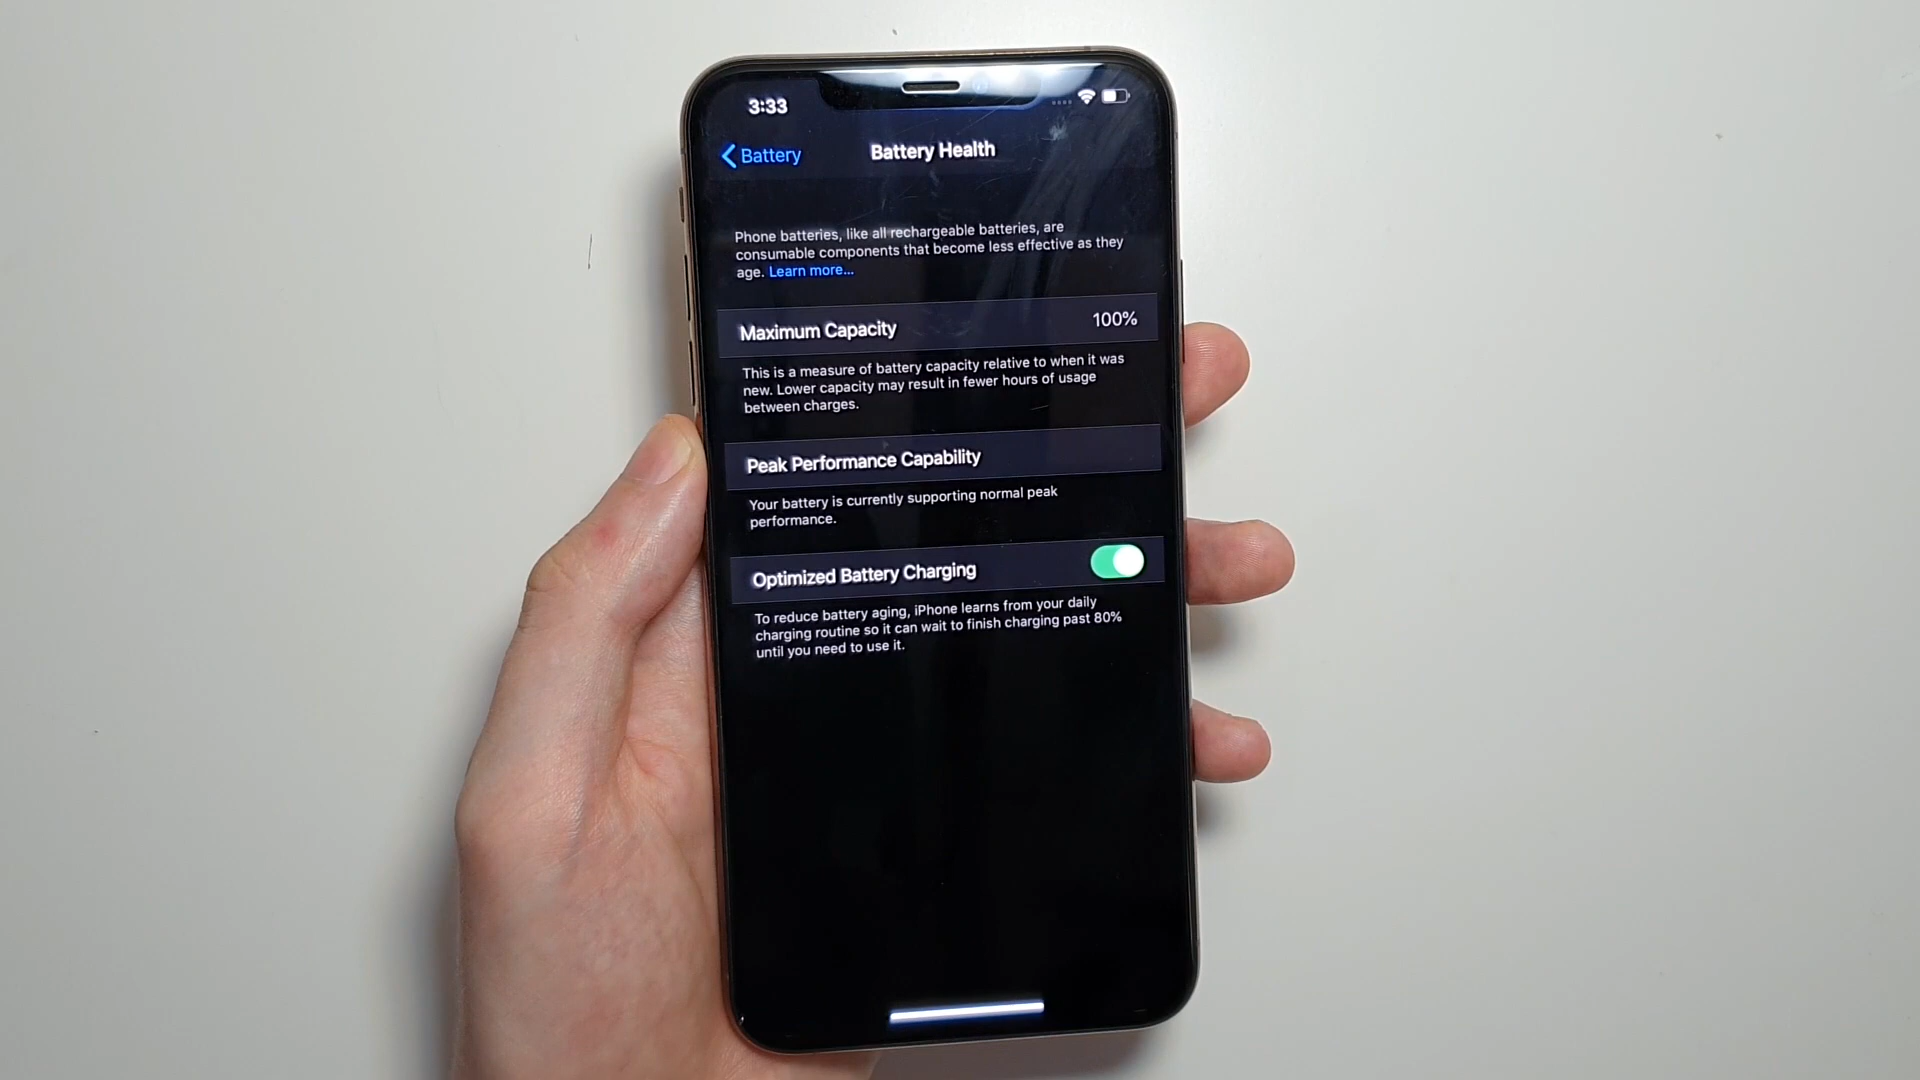 3:33
Battery
Battery Health
Phone batteries, like all rechargeable batteries, are
consumable components that become less effective as they
age. Learn more...
Maximum Capacity 100%
This is a measure of battery capacity relative to when it was
new. Lower capacity may result in fewer hours of usage
between charges.
Peak Performance Capability
Your battery is currently supporting normal peak
performance.
Optimized Battery Charging
To reduce battery aging, iPhone learns from your daily
charging routine so it can wait to finish charging past 80%
until you need to use it.